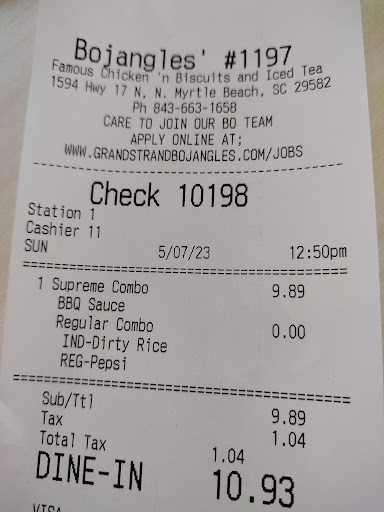 Bojangles' #1197
Famous Chicken 'n Biscuits and Iced Tea
1594 Hwy 17 N, N. Myrtle Beach, SC 29582
Ph 843-663-1658
CARE TO JOIN OUR BO TEAM
APPLY ONLINE AT;
WWW.GRANDSTRANDBOJANGLES.COM/JOBS
Check 10198
Station 1
Cashier 11
SUN 5/07/23 12:50pm
1 Supreme Combo 9.89
BBQ Sauce
Regular Combo 0.00
IND-Dirty Rice
REG-Pepsi
Sub/Ttl 9.89
Tax 1.04
Total Tax 1.04
DINE-IN 10.93
VISA